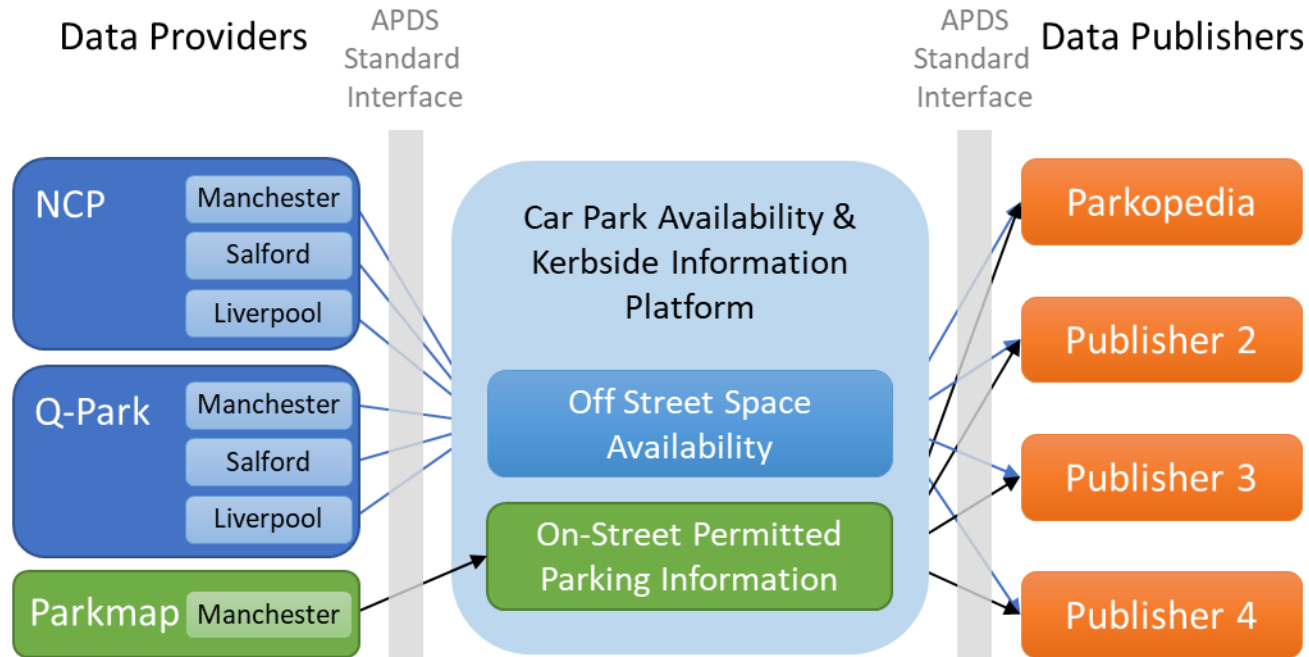 Data Providers
APDS
Standard
Interface
APDS
Standard
Interface
Data Publishers
NCP
Manchester
Salford
Liverpool
Q-Park
Manchester
Salford
Liverpool
Parkmap
Manchester
Car Park Availability &
Kerbside Information
Platform
Off Street Space
Availability
On-Street Permitted
Parking Information
Parkopedia
Publisher 2
Publisher 3
Publisher 4